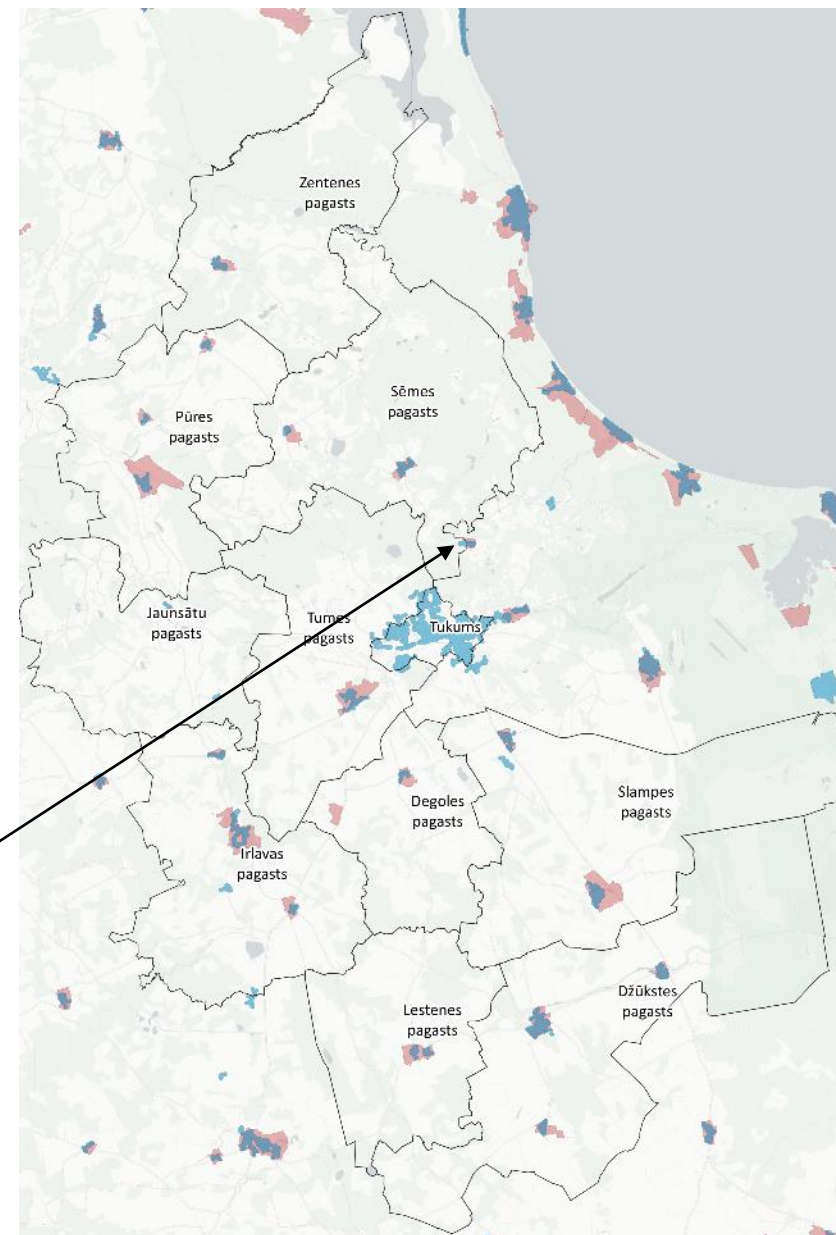 Zentenes
pagasts
Sēmes
pagasts
Pūres
pagasts
Jaunsātu
pagasts
Tumes
pagasts
Tukums
Slampes
pagasts
Degoles
pagasts
Irlavas
pagasts
Džūkstes
pagasts
Lestenes
pagasts